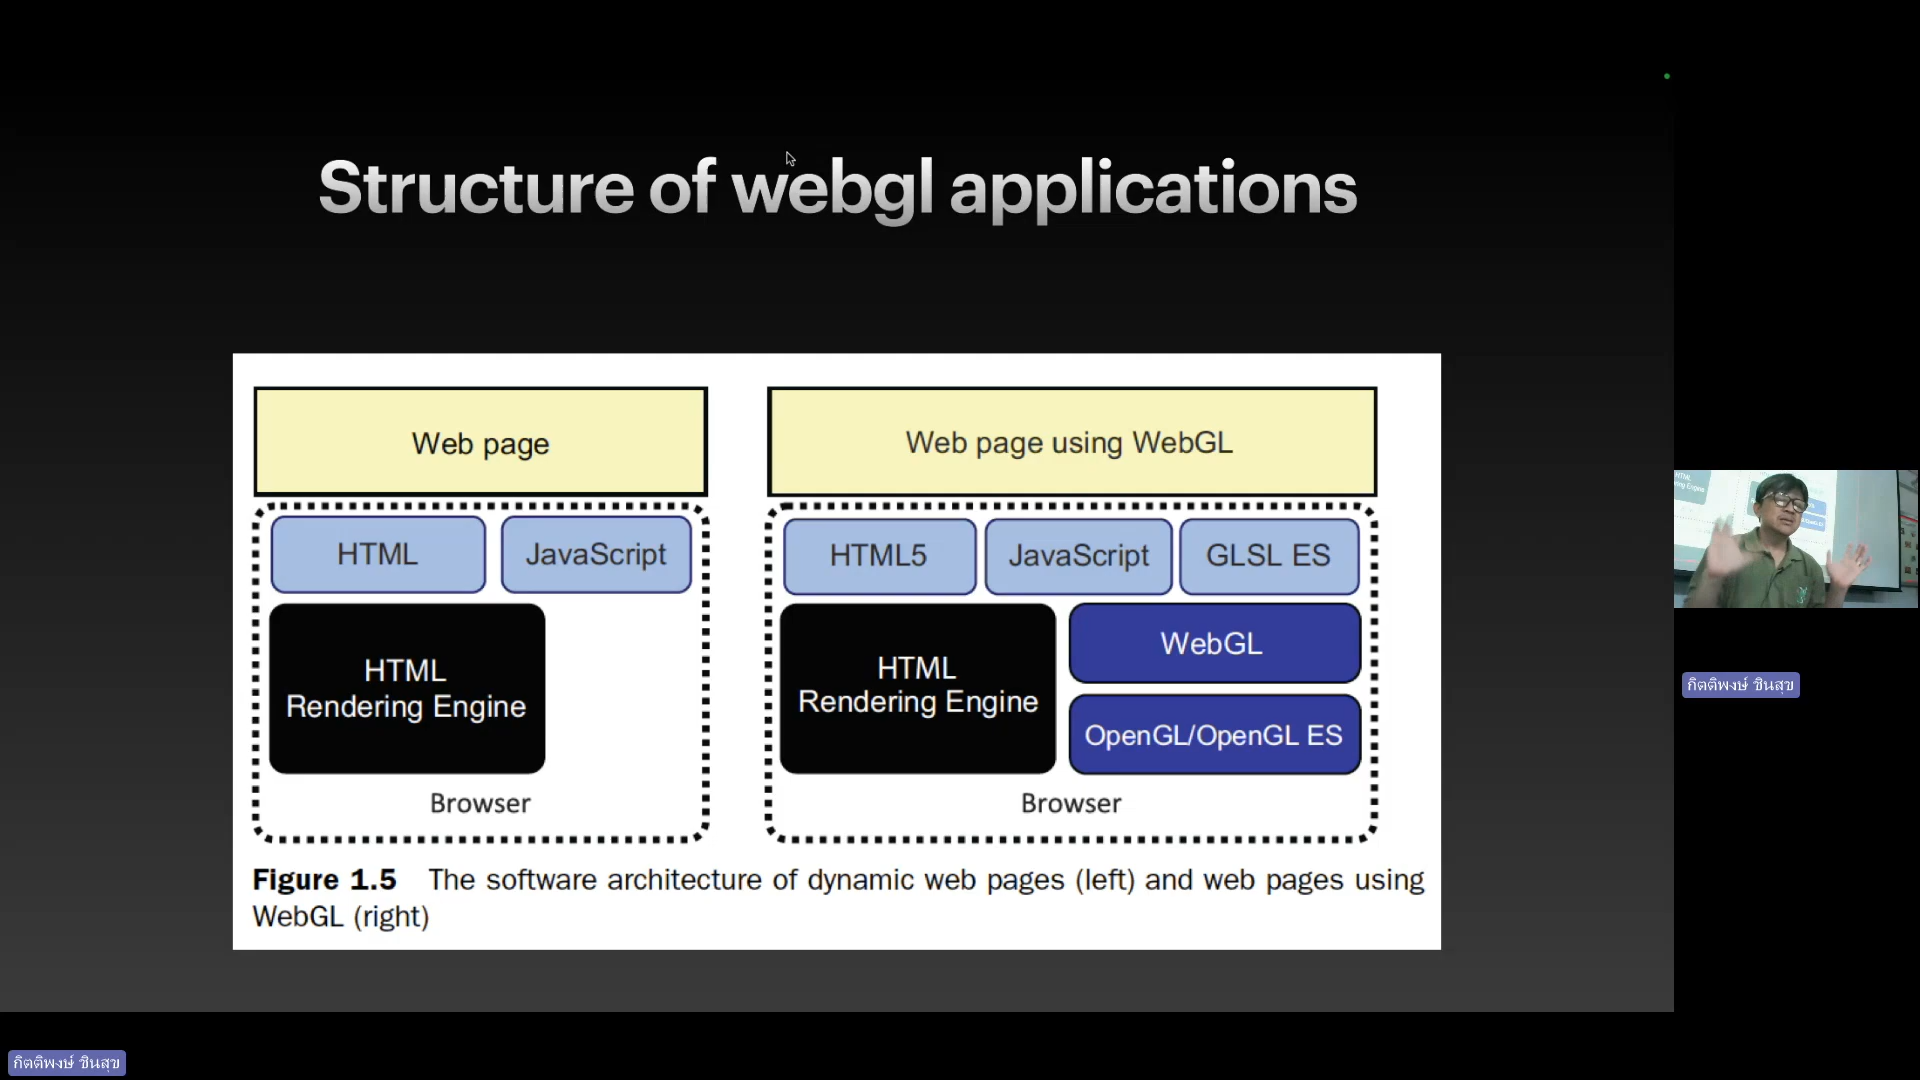 Structure of webgl applications
Web page
HTML
JavaScript
HTML
Rendering Engine
Browser
Web page using WebGL
HTML5
JavaScript
GLSL ES
HTML
Rendering Engine
WebGL
OpenGL/OpenGL ES
Browser
Figure 1.5 The software architecture of dynamic web pages (left) and web pages using
WebGL (right)
กิตติพงษ์ ชินสุข
กิตติพงษ์ ชินสุข